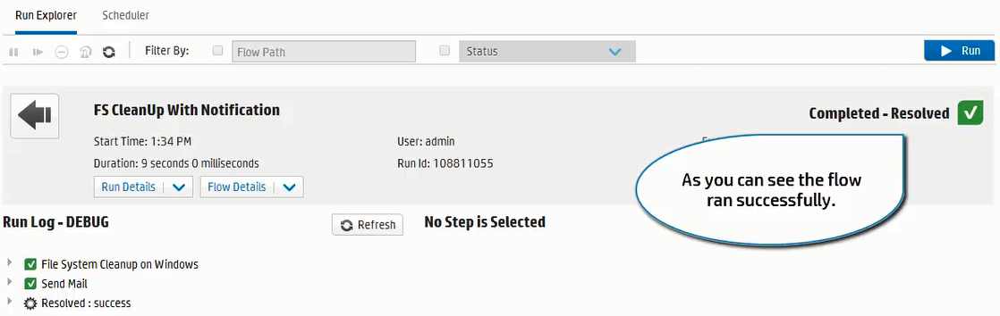 Run Explorer Scheduler
Filter By: Flow Path Status Run
FS CleanUp With Notification
Completed - Resolved
Start Time: 1:34 PM User: admin
Duration: 9 seconds 0 milliseconds Run Id: 108811055
Run Details Flow Details
As you can see the flow
ran successfully.
Run Log - DEBUG Refresh No Step is Selected
File System Cleanup on Windows
Send Mail
Resolved : success